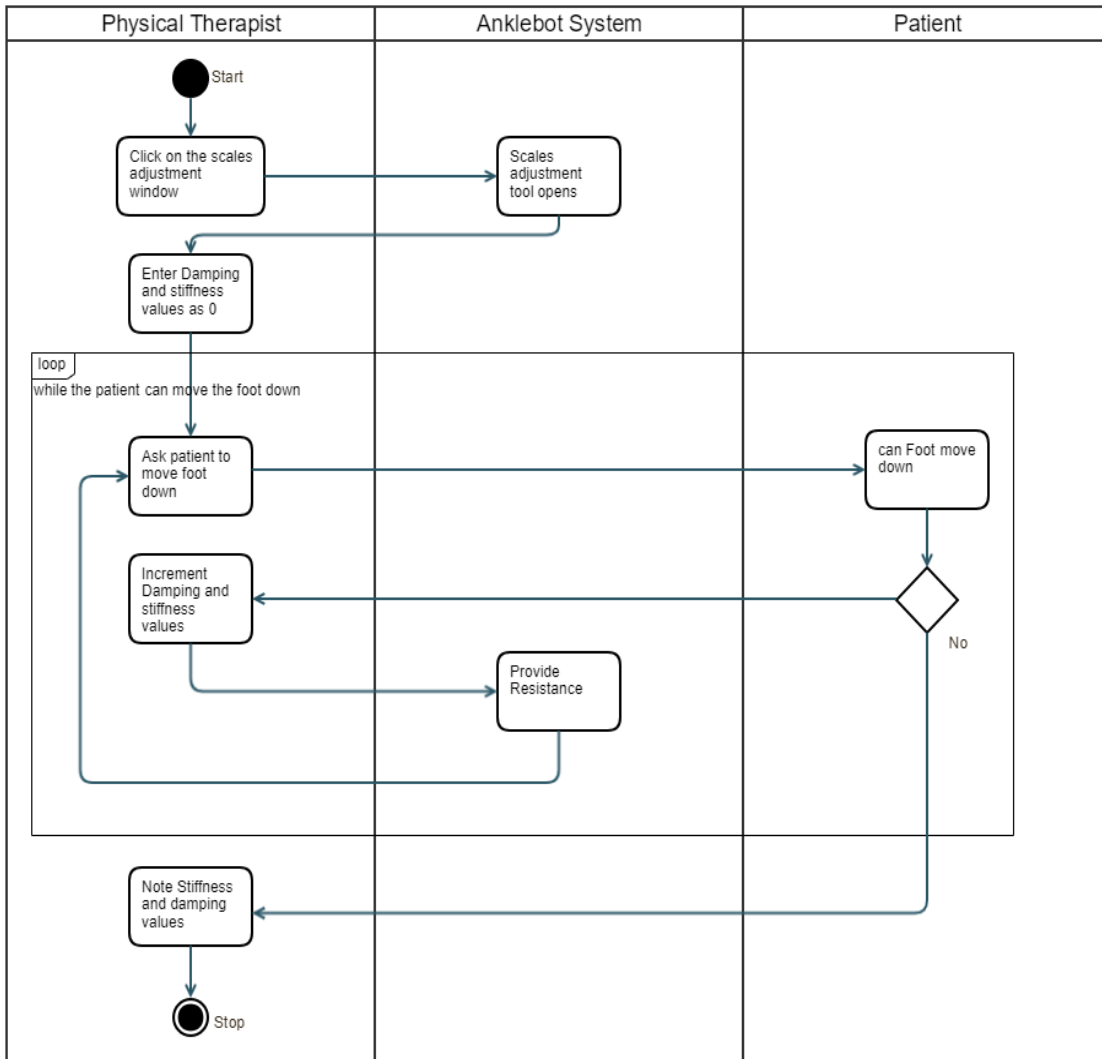 Physical Therapist
Anklebot System
Patient
Start
Click on the scales
adjustment
window
Scales
adjustment
tool opens
Enter Damping
and stiffness
values as 0
loop
while the patient can move the foot down
Ask patient to
move foot
down
can Foot move
down
Increment
Damping and
stiffness
values
No
Provide
Resistance
Note Stiffness
and damping
values
Stop